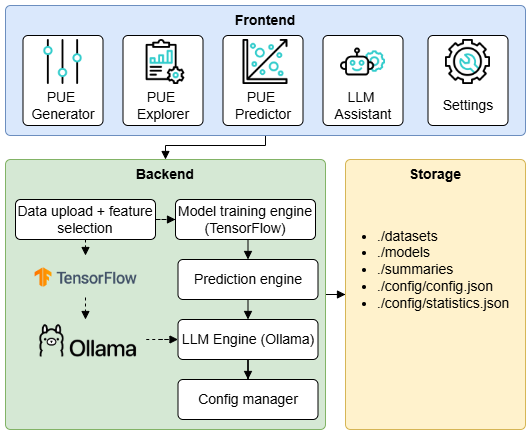 Frontend
PUE
Generator
PUE
Explorer
PUE
Predictor
LLM
Assistant
Settings
Backend
Data upload + feature
selection
Model training engine
(TensorFlow)
TensorFlow
Prediction engine
Ollama
LLM Engine (Ollama)
Config manager
Storage
• ./datasets
• ./models
• ./summaries
• ./config/config.json
• ./config/statistics.json